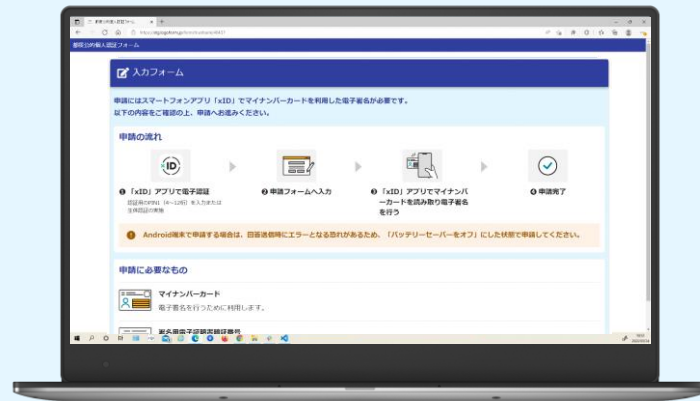 入力フォーム
申請にはスマートフォンアプリ「xID」でマイナンバーカードを利用した電子署名が必要です。
以下の内容をご確認の上、申請へお進みください。
申請の流れ
ID
❶ 「xID」アプリで電子認証
❷ 申請フォームへ入力
❸ 「xID」アプリでマイナンバーカードを読み取り電子署名を行う
❹ 申請完了
Android端末で申請する場合は、回答送信時にエラーとなる恐れがあるため、「バッテリーセーバーをオフ」にした状態で申請してください。
申請に必要なもの
マイナンバーカード
電子署名を行うために利用します。